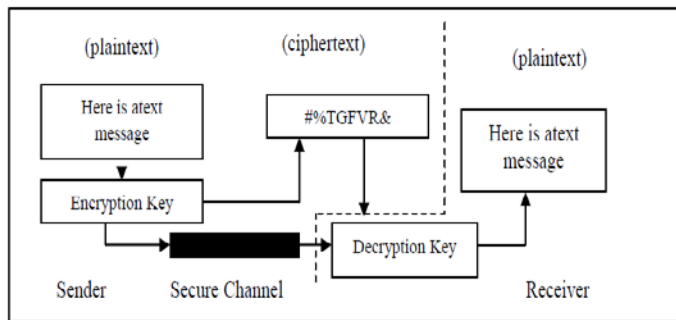 (plaintext)
(ciphertext)
(plaintext)
Here is atext
message
#%TGFVR&
Here is atext
message
Encryption Key
Decryption Key
Sender
Secure Channel
Receiver